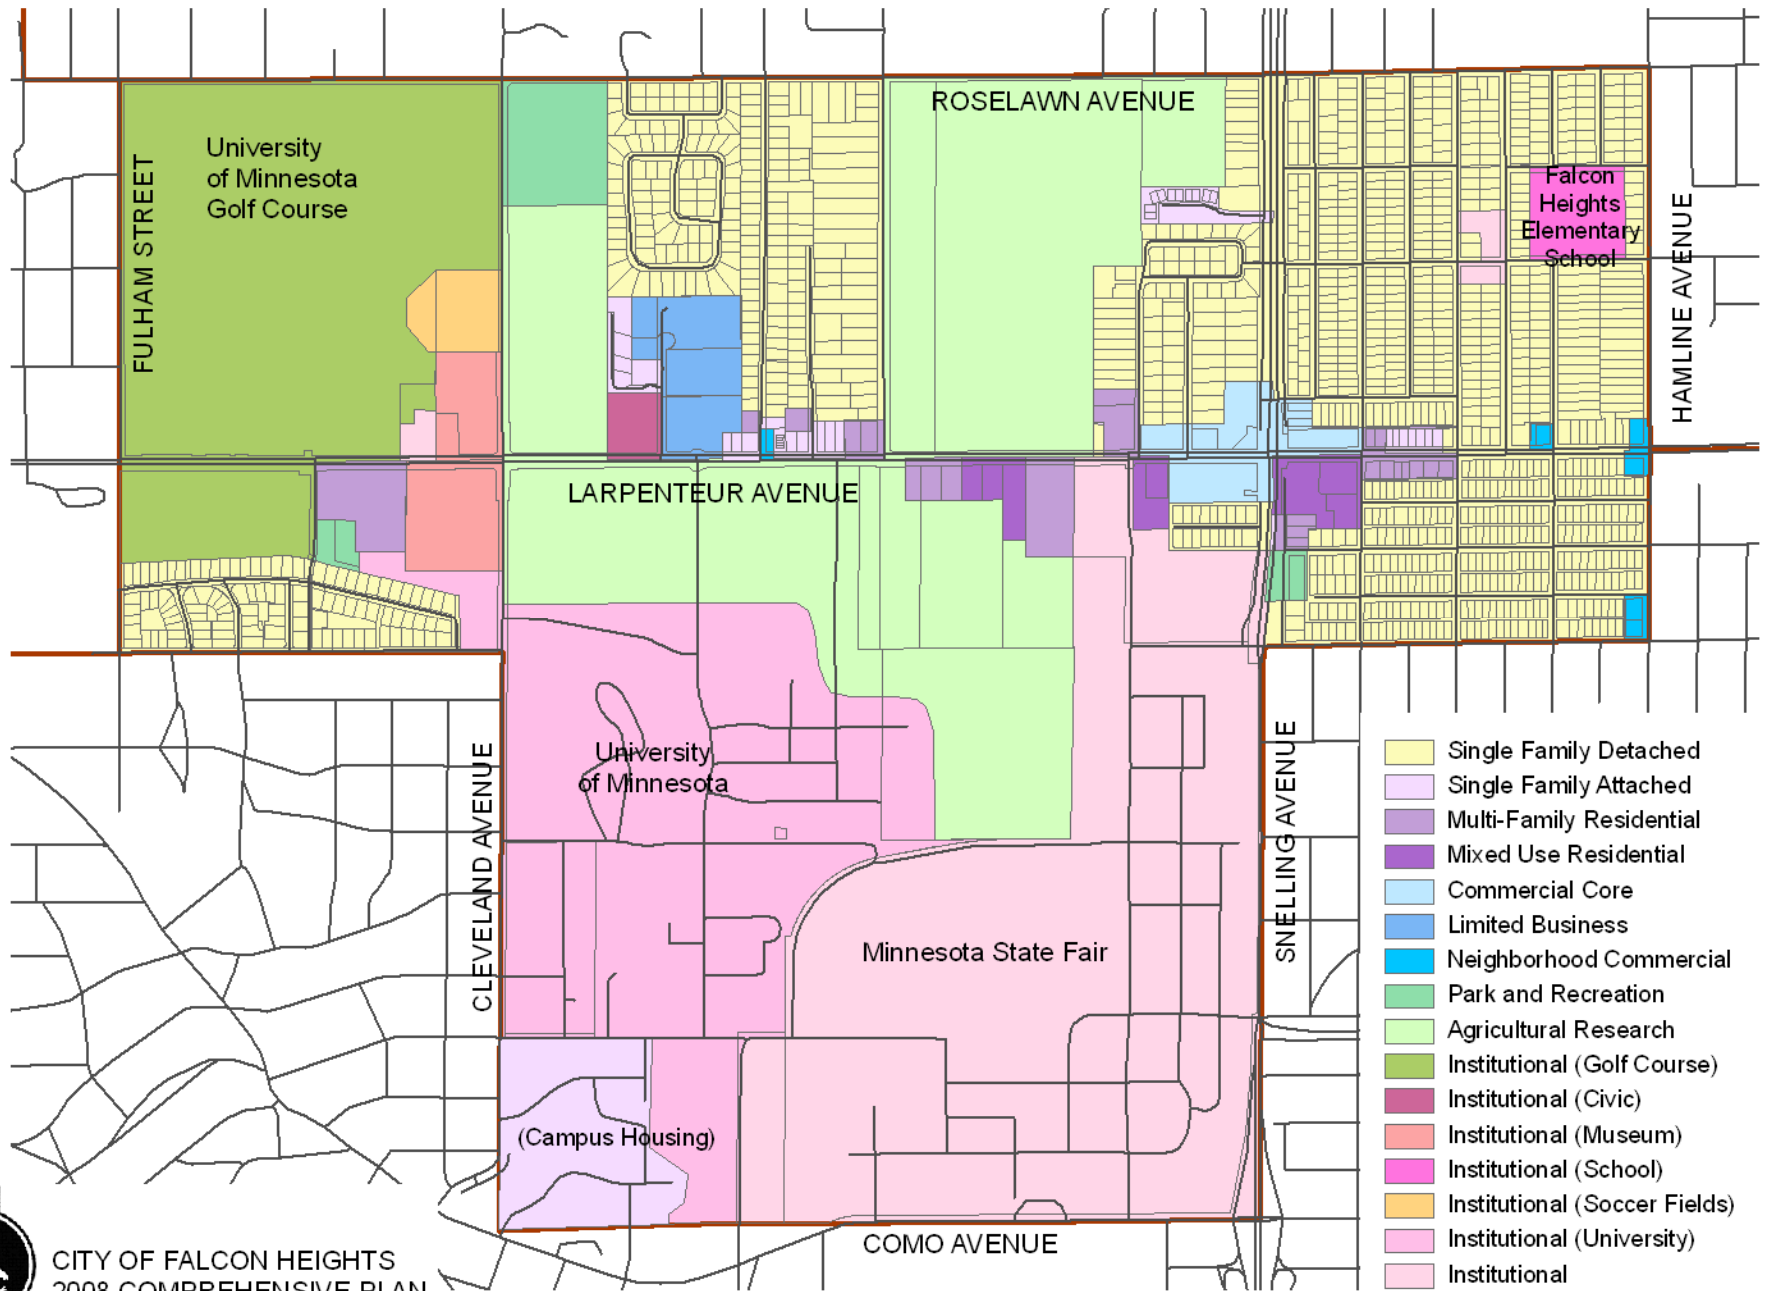 ROSELAWN AVENUE
University
of Minnesota
Golf Course
FULHAM STREET
Falcon
Heights
Elementary
School
HAMLINE AVENUE
LARPENTEUR AVENUE
University
of Minnesota
CLEVELAND AVENUE
SNELLING AVENUE
Minnesota State Fair
(Campus Housing)
COMO AVENUE
Single Family Detached
Single Family Attached
Multi-Family Residential
Mixed Use Residential
Commercial Core
Limited Business
Neighborhood Commercial
Park and Recreation
Agricultural Research
Institutional (Golf Course)
Institutional (Civic)
Institutional (Museum)
Institutional (School)
Institutional (Soccer Fields)
Institutional (University)
Institutional
CITY OF FALCON HEIGHTS
2008 COMPREHENSIVE PLAN